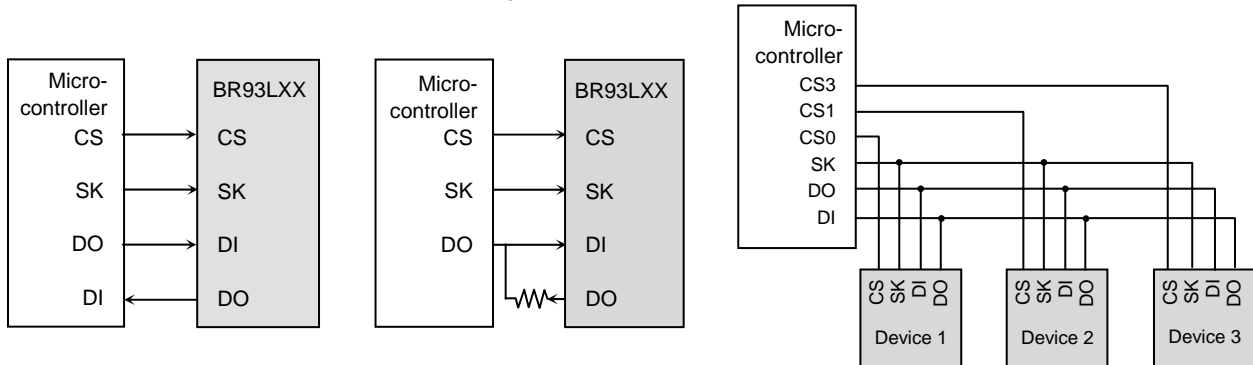 Micro-
controller
CS
SK
DO
DI
BR93LXX
CS
SK
DI
DO
Micro-
controller
CS
SK
DO
BR93LXX
CS
SK
DI
DO
Micro-
controller
CS3
CS1
CS0
SK
DO
DI
CS
SK
DI
DO
Device 1
CS
SK
DI
DO
Device 2
CS
SK
DI
DO
Device 3